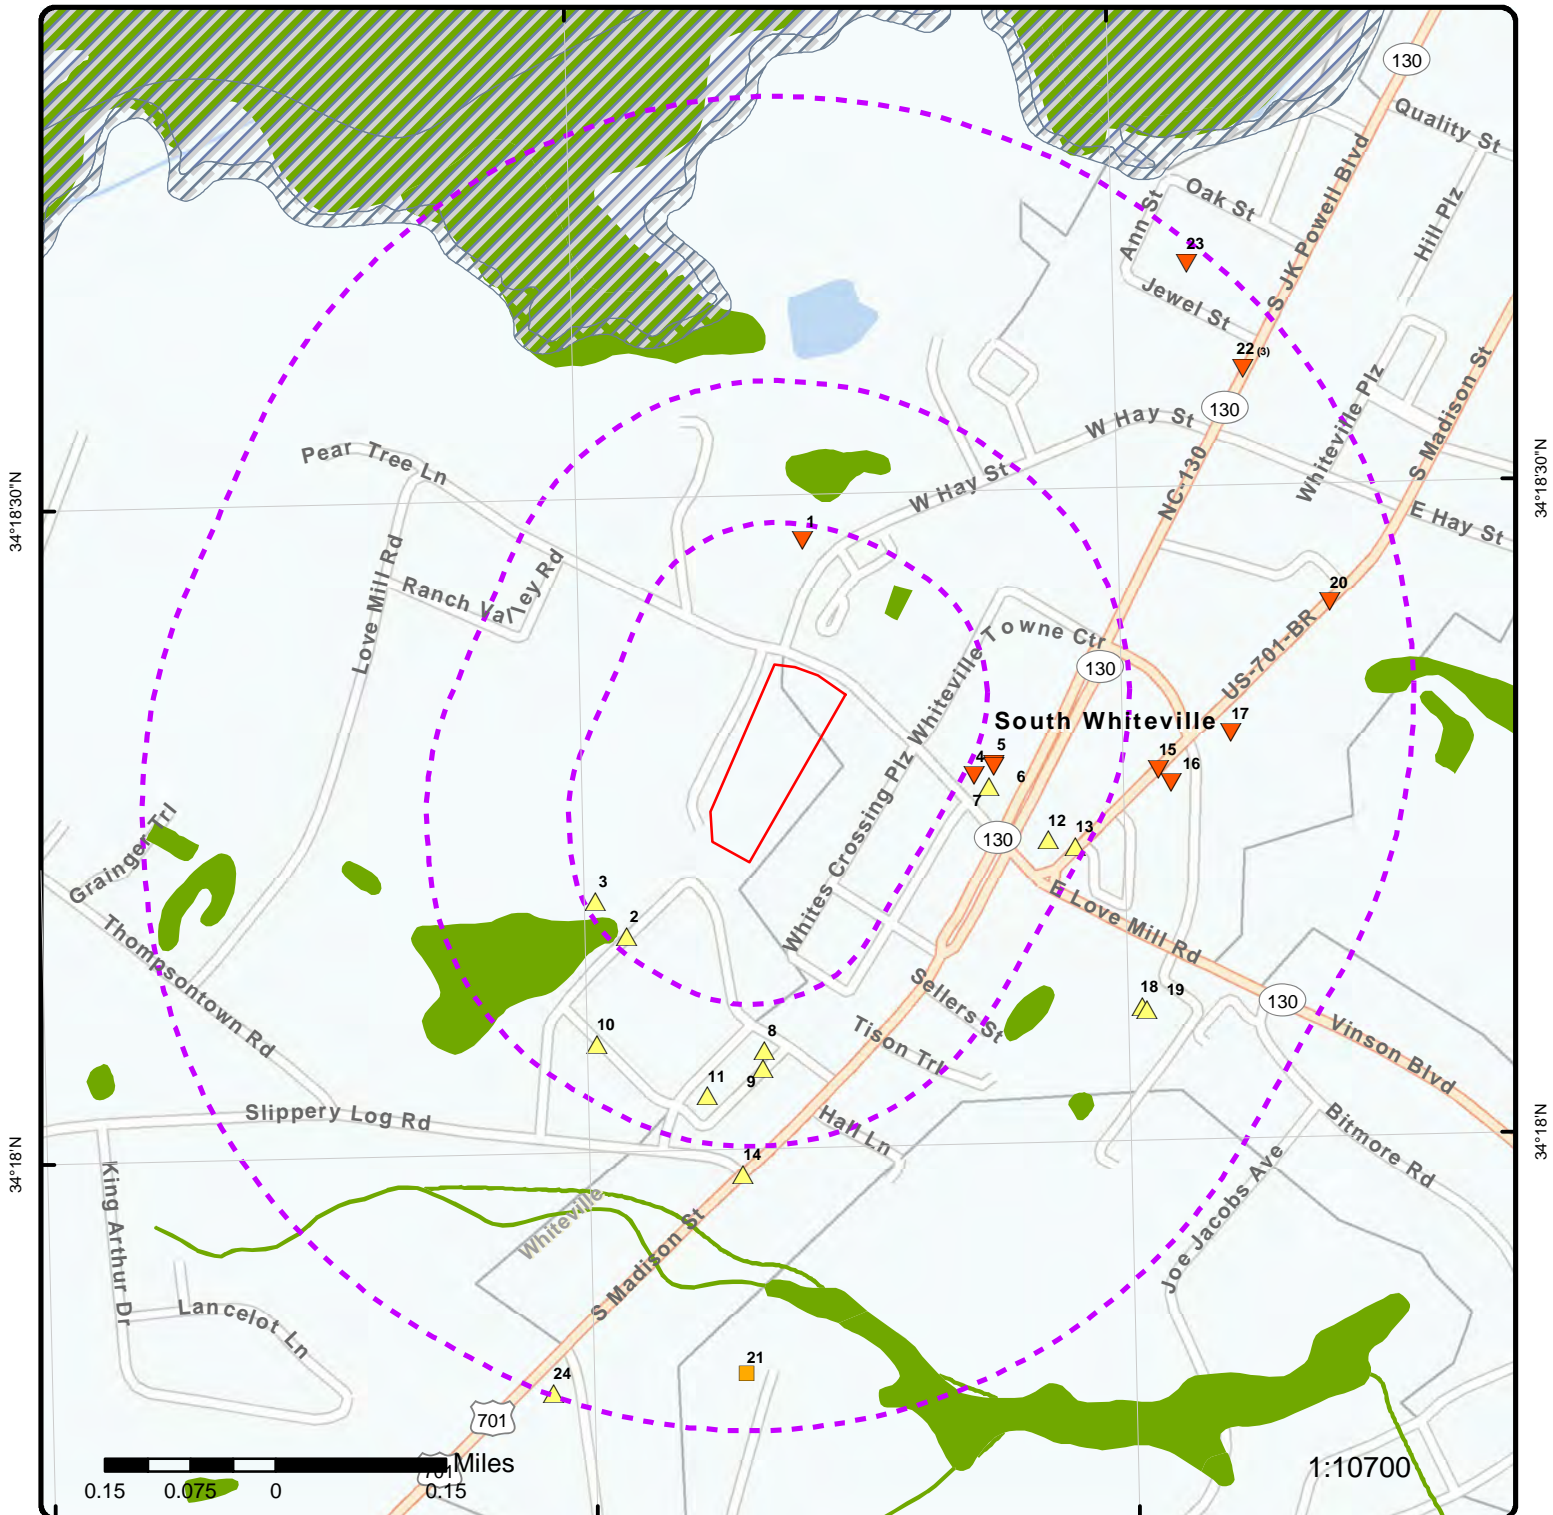 130
Quality St
Oak St
Ann St
S JK Powell Blvd
Hill Plz
23
Jewel St
22 (3)
130
Whiteville Plz
S Madison St
W Hay St
Pear Tree Ln
W Hay St
NC-130
E Hay St
34°18'30"N
34°18'30"N
1
Love Mill Rd
Ranch Valley Rd
20
Towne Ctr
Whiteville
130
US-701-BR
South Whiteville
17
5
4
6
7
15
16
Whites Crossing Plz
12
13
130
Grainger Trl
3
2
E Love Mill Rd
Thompsontown Rd
Sellers St
18
19
130
Vinson Blvd
Tison Trl
10
8
9
11
Slippery Log Rd
Hall Ln
Bitmore Rd
34°18'N
34°18'N
14
King Arthur Dr
Whiteville
S Madison St
Joe Jacobs Ave
Lancelot Ln
21
24
701
701
Miles
0.15
0.075
0
0.15
1:10700